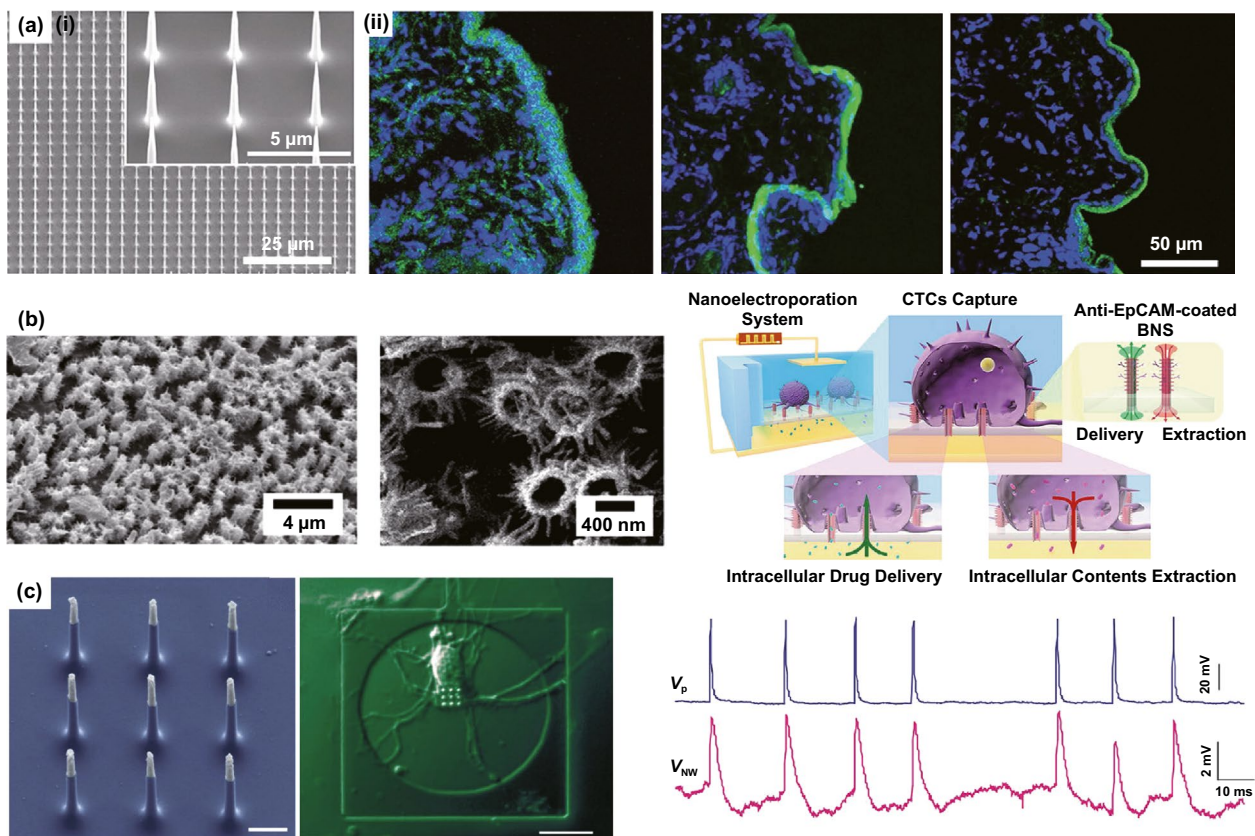 (a)
(i)
5 µm
25 µm
(ii)
50 µm
(b)
4 µm
400 nm
Nanoelectroporation
System
CTCs Capture
Anti-EpCAM-coated
BNS
Delivery
Extraction
Intracellular Drug Delivery
Intracellular Contents Extraction
(c)
Vp
20 mV
VNW
2 mV
10 ms